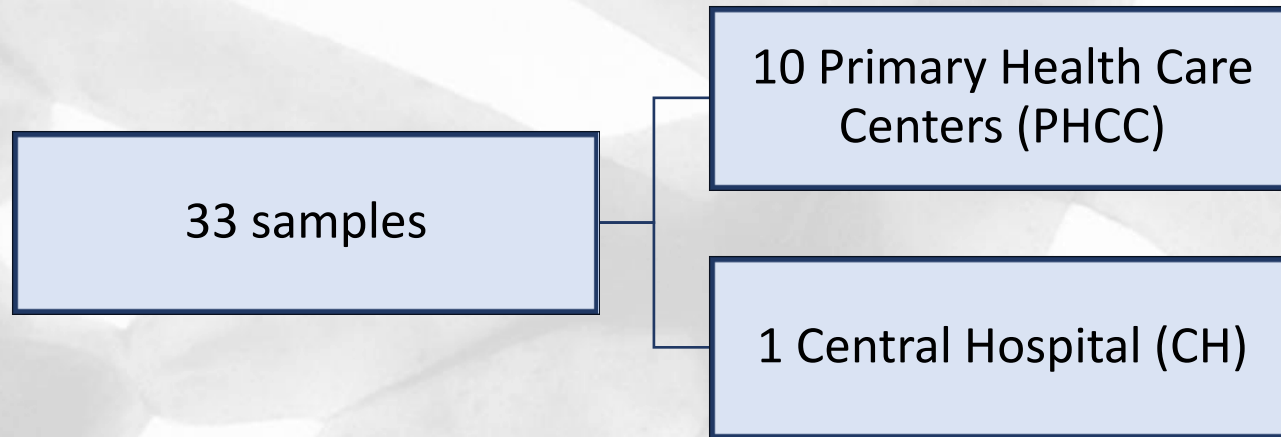 33 samples
10 Primary Health Care
Centers (PHCC)
1 Central Hospital (CH)